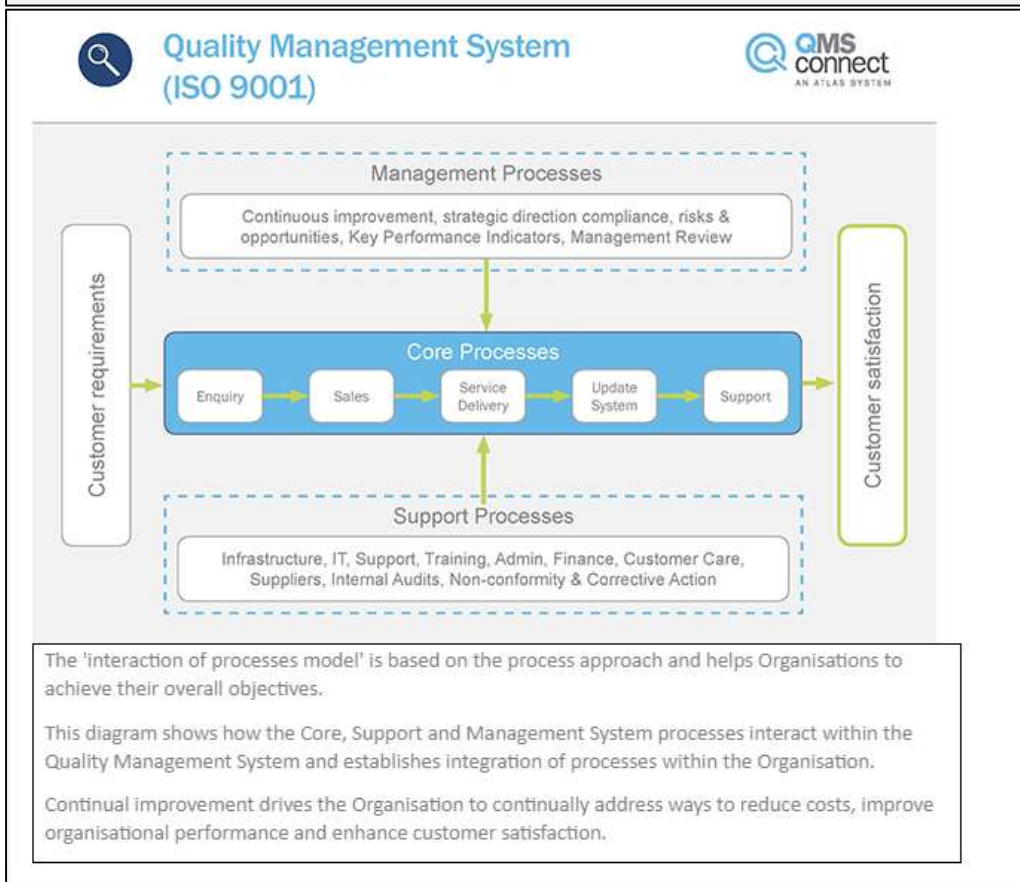 Quality Management System
(ISO 9001)
QMS
connect
AN ATLAS SYSTEM
Management Processes
Continuous improvement, strategic direction compliance, risks &
opportunities, Key Performance Indicators, Management Review
Customer requirements
Core Processes
Enquiry
Sales
Service
Delivery
Update
System
Support
Customer satisfaction
Support Processes
Infrastructure, IT, Support, Training, Admin, Finance, Customer Care,
Suppliers, Internal Audits, Non-conformity & Corrective Action
The 'interaction of processes model' is based on the process approach and helps Organisations to
achieve their overall objectives.
This diagram shows how the Core, Support and Management System processes interact within the
Quality Management System and establishes integration of processes within the Organisation.
Continual improvement drives the Organisation to continually address ways to reduce costs, improve
organisational performance and enhance customer satisfaction.